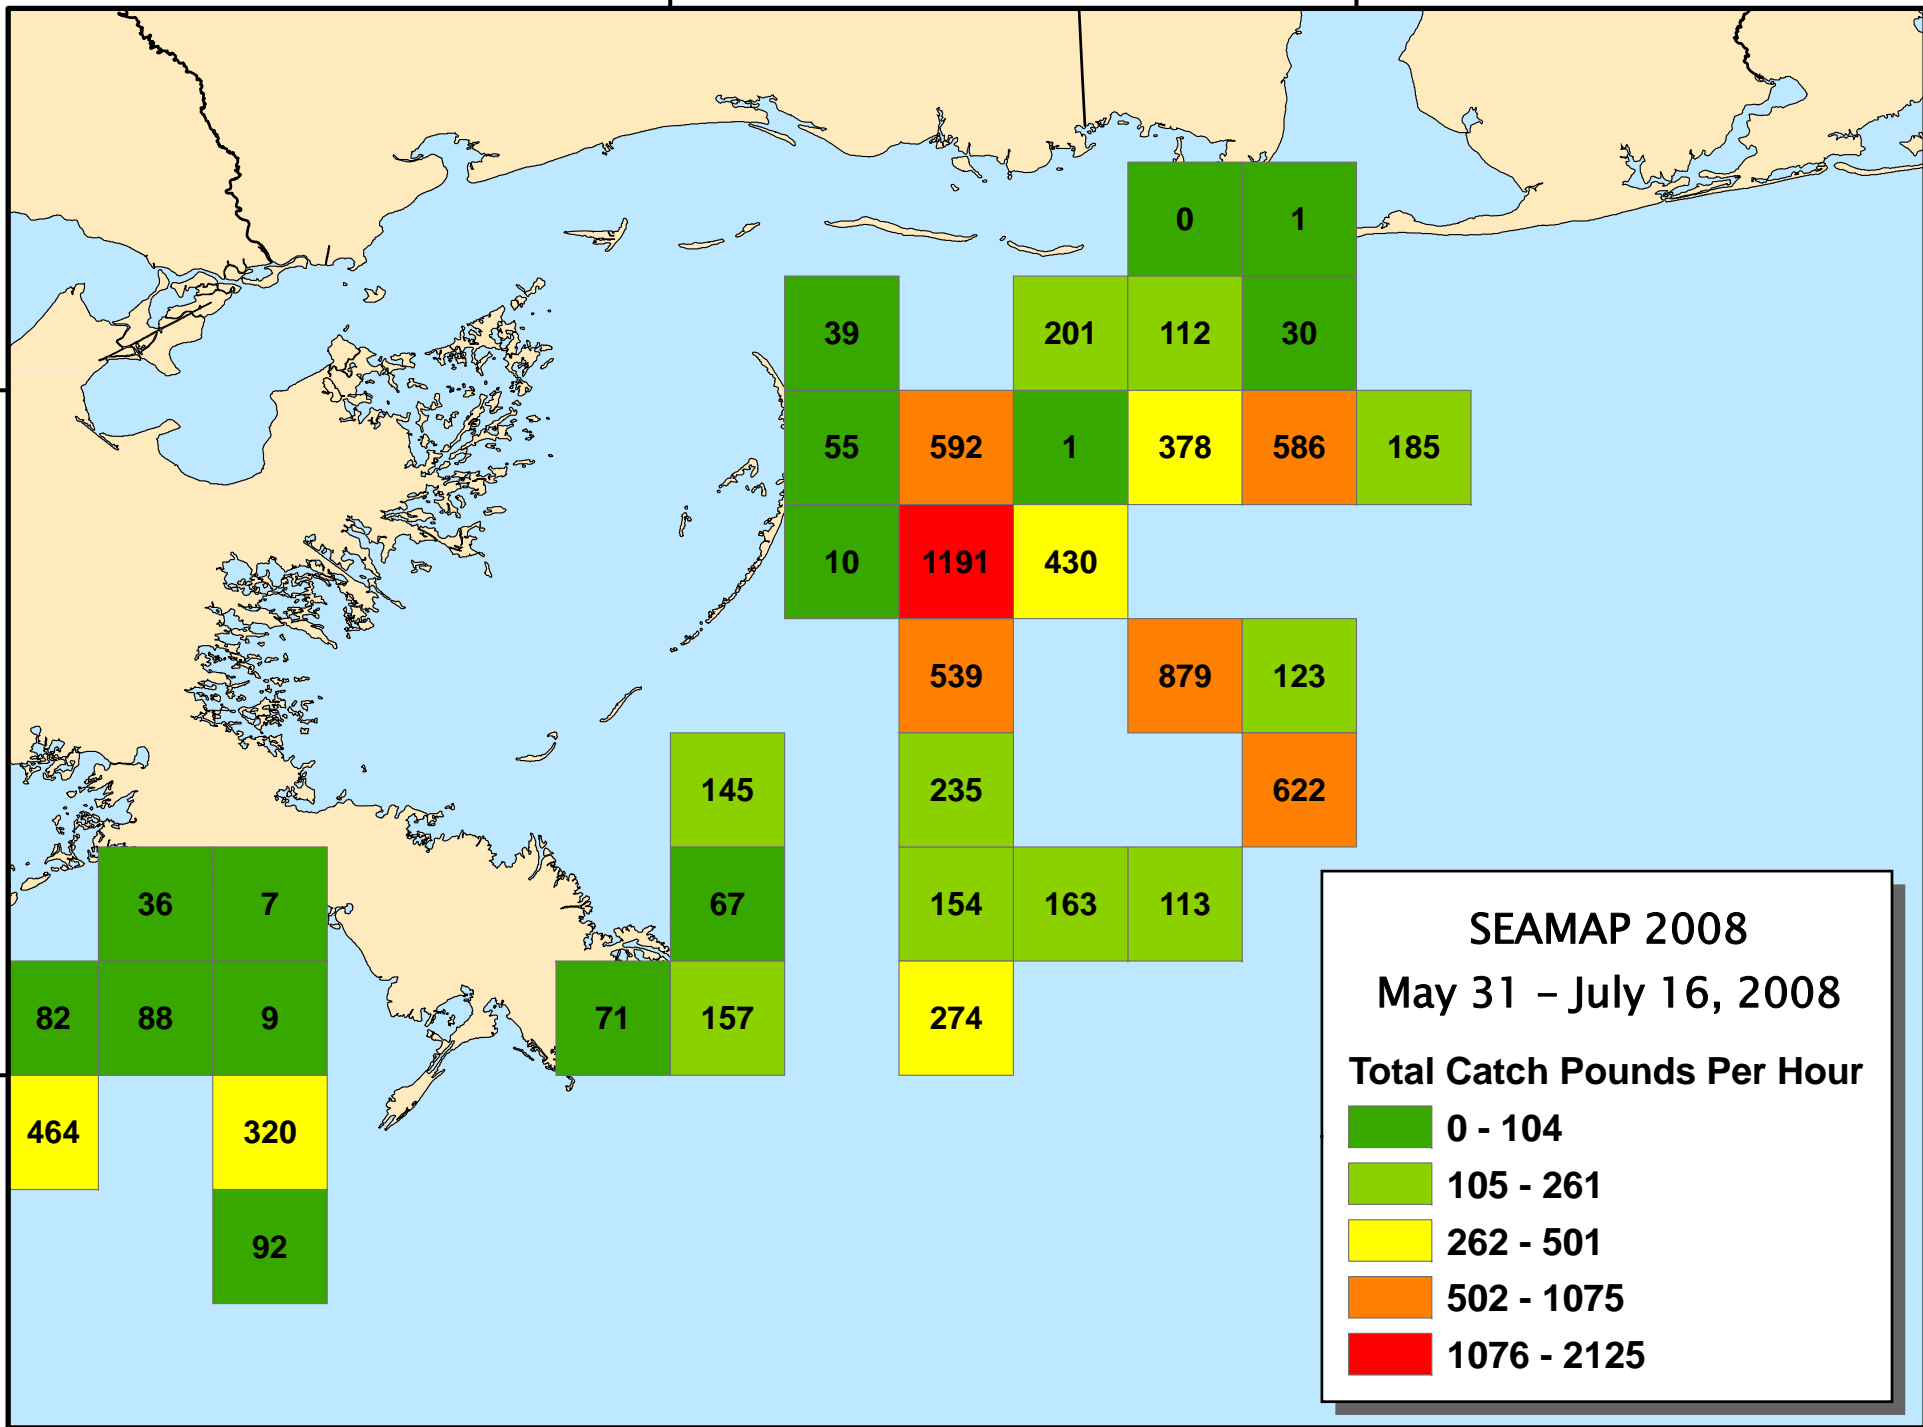 0 1
39 201 112 30
55 592 1 378 586 185
10 1191 430
539 879 123
145 235 622
36 7 67 154 163 113
82 88 9 71 157 274
464 320
92
SEAMAP 2008
May 31 – July 16, 2008
Total Catch Pounds Per Hour
0 - 104
105 - 261
262 - 501
502 - 1075
1076 - 2125